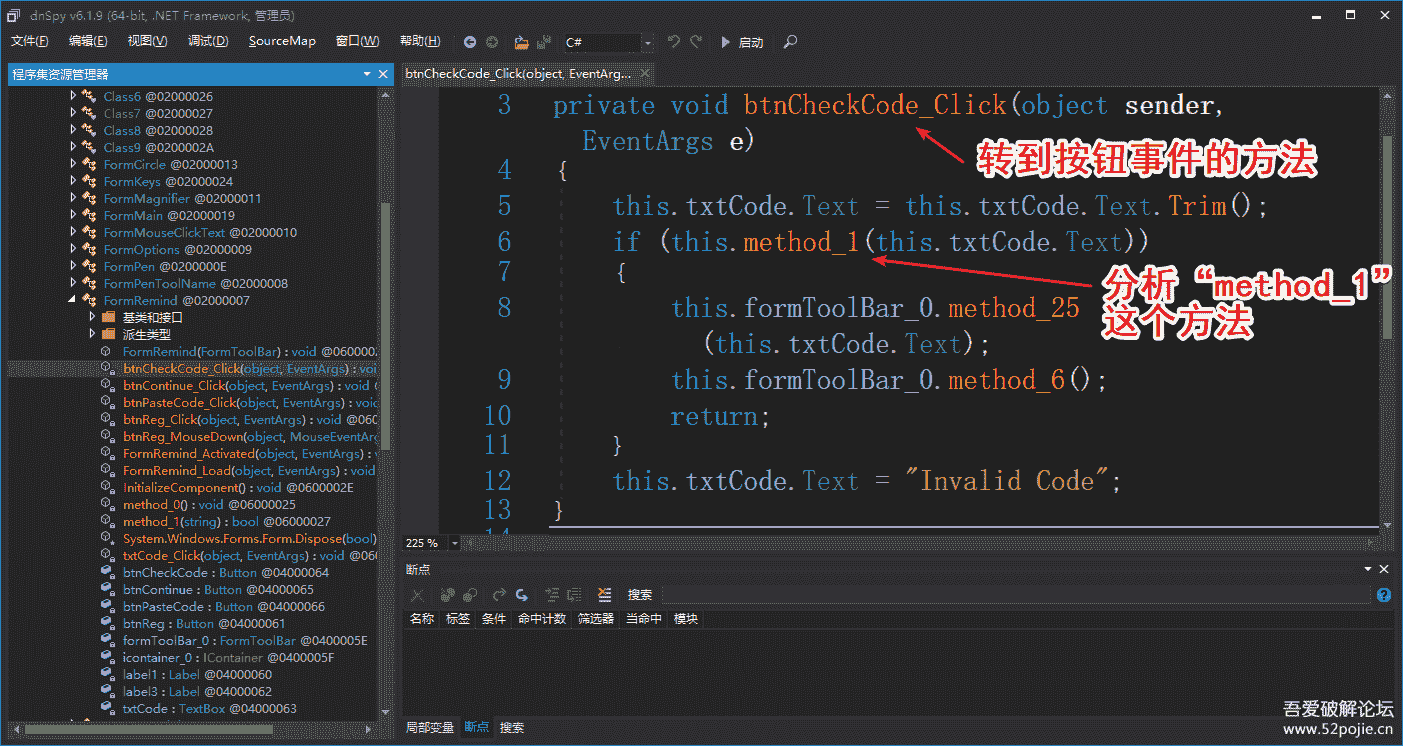 dnSpy v6.1.9 (64-bit, .NET Framework, 管理员)
文件(F) 编辑(E) 视图(V) 调试(D) SourceMap 窗口(W) 帮助(H) C# 启动
程序集资源管理器
Class6 @02000026
Class7 @02000027
Class8 @02000028
Class9 @0200002A
FormCircle @02000013
FormKeys @02000024
FormMagnifier @02000011
FormMain @02000019
FormMouseClickText @02000010
FormOptions @02000009
FormPen @0200000E
FormPenToolName @02000008
FormRemind @02000007
基类和接口
派生类型
FormRemind(FormToolBar) : void @0600002
btnCheckCode_Click(object, EventArgs) : voi
btnContinue_Click(object, EventArgs) : void
btnPasteCode_Click(object, EventArgs) : voi
btnReg_Click(object, EventArgs) : void @060
btnReg_MouseDown(object, MouseEventArg
FormRemind_Activated(object, EventArgs) :
FormRemind_Load(object, EventArgs) : void
InitializeComponent() : void @0600002E
method_0() : void @06000025
method_1(string) : bool @06000027
System.Windows.Forms.Form.Dispose(bool)
txtCode_Click(object, EventArgs) : void @06
btnCheckCode : Button @04000064
btnContinue : Button @04000065
btnPasteCode : Button @04000066
btnReg : Button @04000061
formToolBar_0 : FormToolBar @0400005E
icontainer_0 : IContainer @0400005F
label1 : Label @04000060
label3 : Label @04000062
txtCode : TextBox @04000063
btnCheckCode_Click(object, EventArg...
3 private void btnCheckCode_Click(object sender,
EventArgs e)
转到按钮事件的方法
4 {
5 this.txtCode.Text = this.txtCode.Text.Trim();
6 if (this.method_1(this.txtCode.Text))
7 {
分析“method_1”
这个方法
8 this.formToolBar_0.method_25
(this.txtCode.Text);
9 this.formToolBar_0.method_6();
10 return;
11 }
12 this.txtCode.Text = "Invalid Code";
13 }
225 %
断点
搜索
名称 标签 条件 命中计数 筛选器 当命中 模块
局部变量 断点 搜索
吾爱破解论坛
www.52pojie.cn